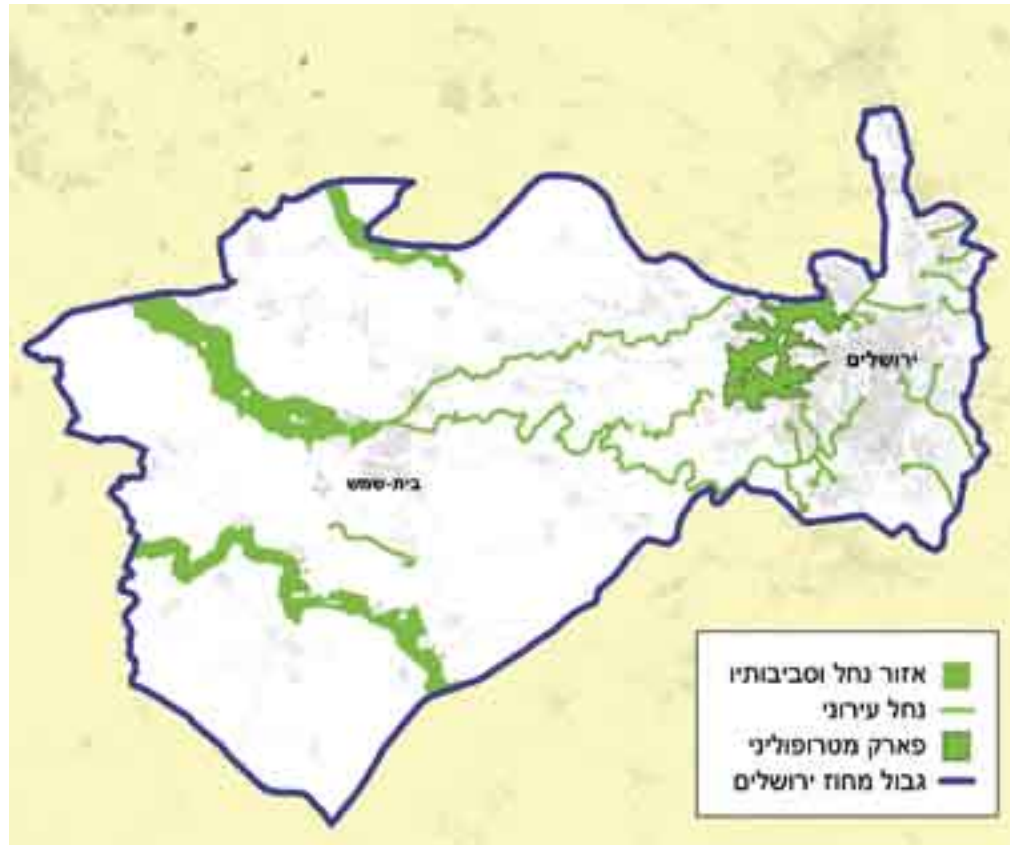 ירושלים
בית-שמש
אזור נחל וסביבותיו
נחל עירוני
פארק מטרופוליני
גבול מחוז ירושלים